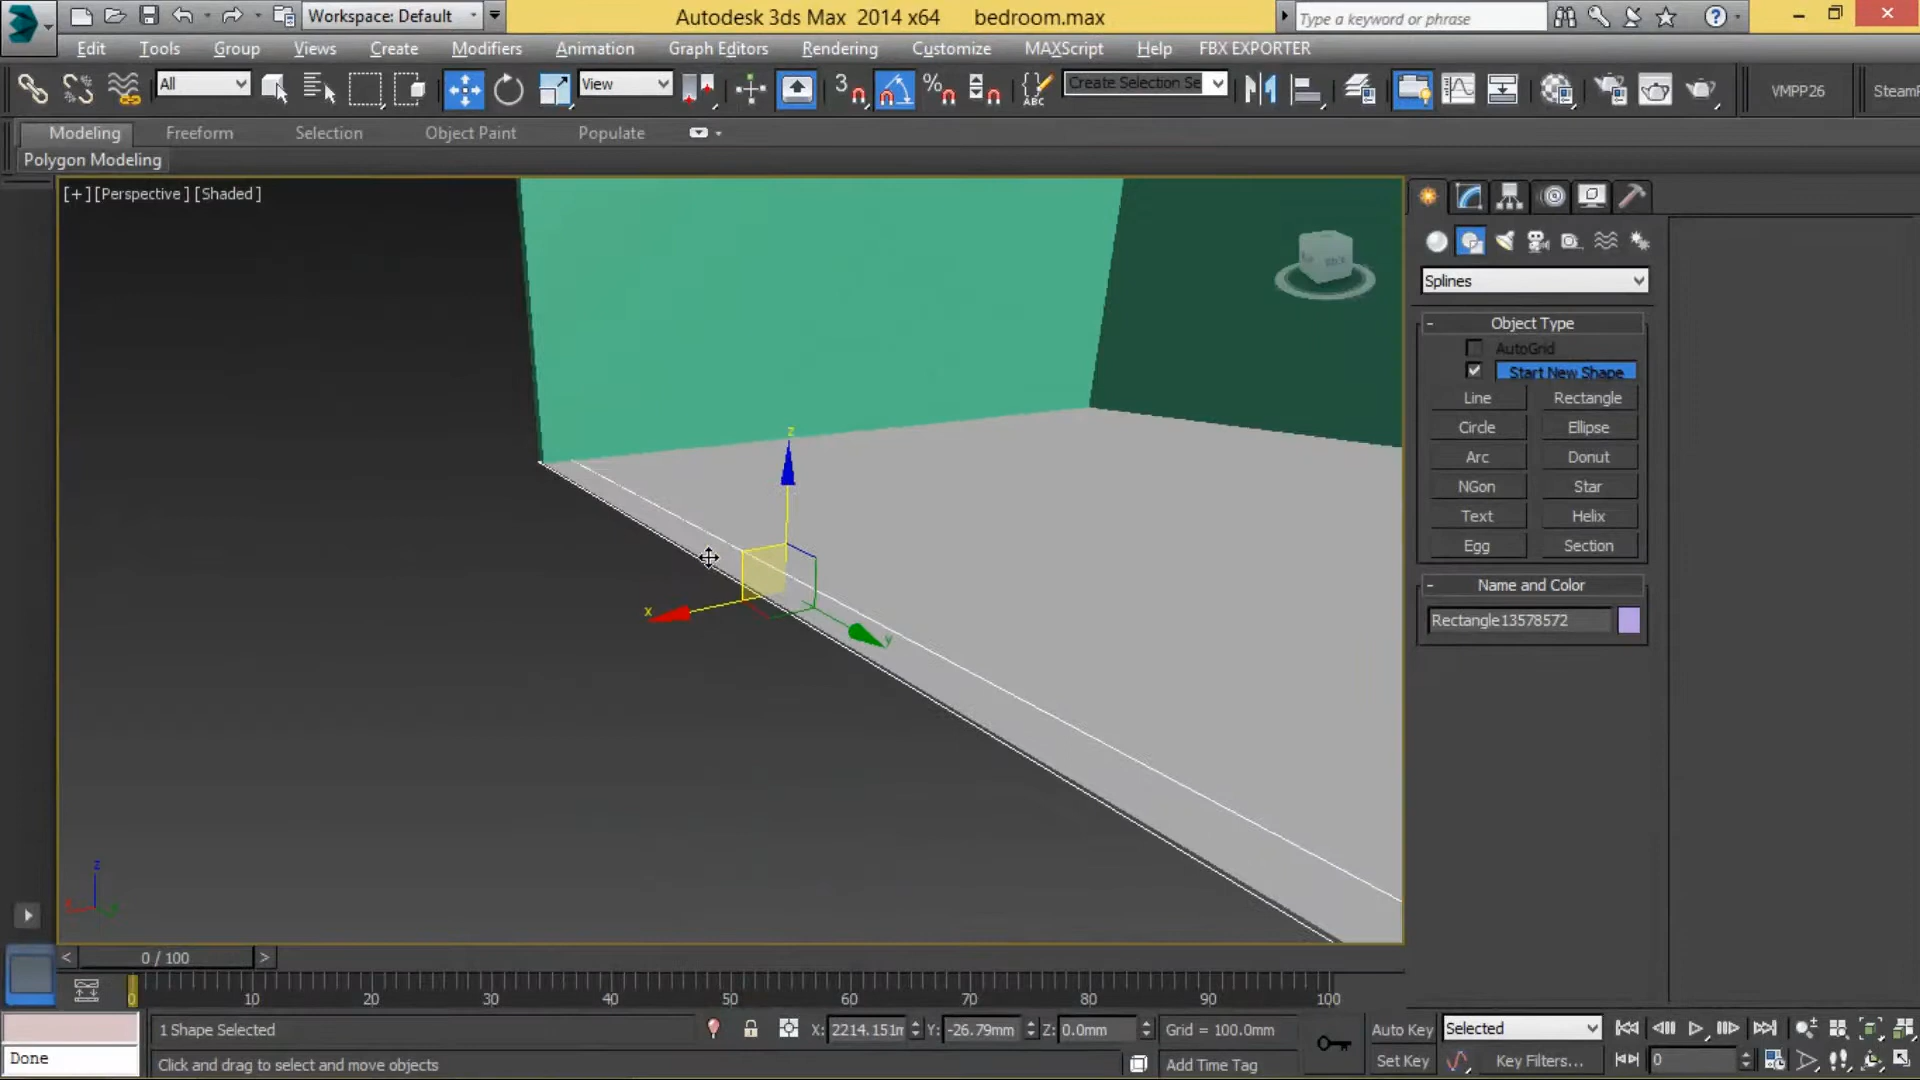 Workspace: Default
Autodesk 3ds Max 2014 x64 bedroom.max
Type a keyword or phrase
Edit Tools Group Views Create Modifiers Animation Graph Editors Rendering Customize MAXScript Help FBX EXPORTER
All
View
3
%
ABC
Create Selection Se
VMPP26
Modeling Freeform Selection Object Paint Populate
Polygon Modeling
[+][Perspective][Shaded]
Splines
- Object Type
AutoGrid
Start New Shape
Line Rectangle
Circle Ellipse
Arc Donut
NGon Star
Text Helix
Egg Section
- Name and Color
Rectangle13578572
z
x
y
z
< 0 / 100 >
0 10 20 30 40 50 60 70 80 90 100
1 Shape Selected
X: 2214.151m Y: -26.79mm Z: 0.0mm
Grid = 100.0mm
Auto Key
Selected
Done
Click and drag to select and move objects
Add Time Tag
Set Key
Key Filters...
0